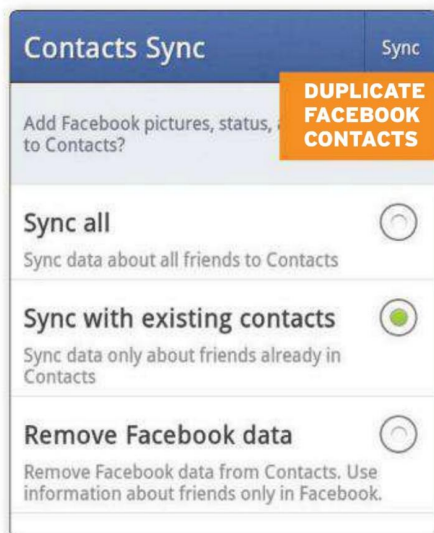 Contacts Sync
Sync
DUPLICATE
FACEBOOK
CONTACTS
Add Facebook pictures, status,
to Contacts?
Sync all
Sync data about all friends to Contacts
Sync with existing contacts
Sync data only about friends already in
Contacts
Remove Facebook data
Remove Facebook data from Contacts. Use
information about friends only in Facebook.